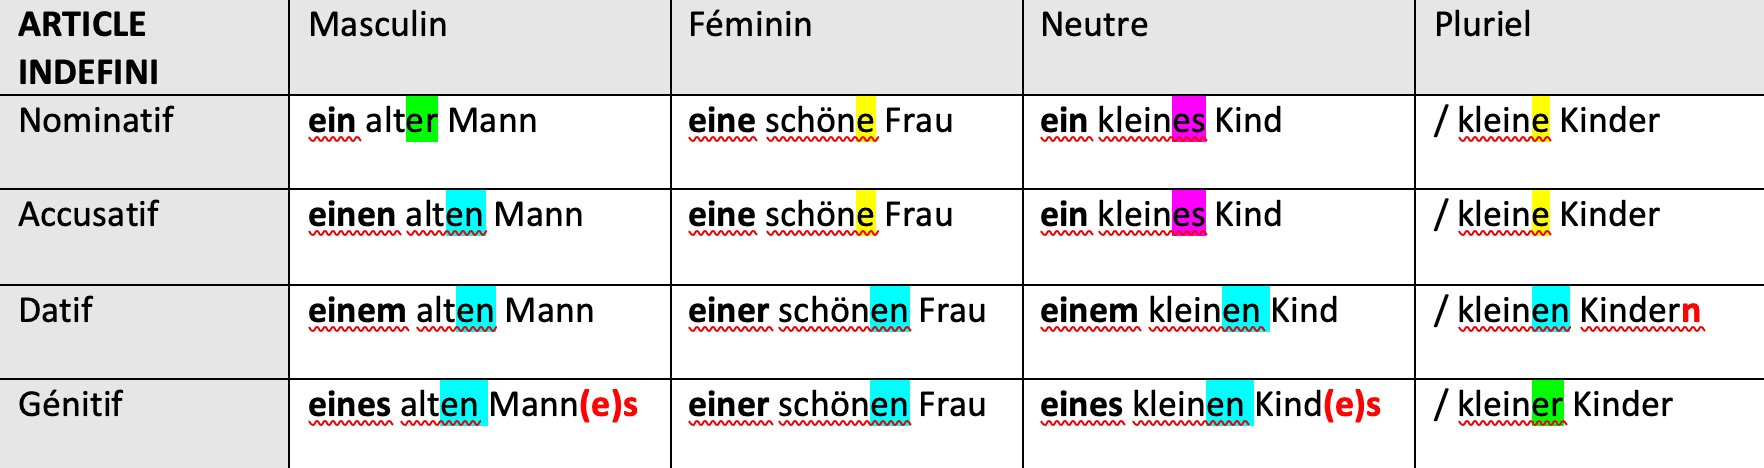 ARTICLE INDEFINI Masculin Féminin Neutre Pluriel
Nominatif ein alter Mann eine schöne Frau ein kleines Kind / kleine Kinder
Accusatif einen alten Mann eine schöne Frau ein kleines Kind / kleine Kinder
Datif einem alten Mann einer schönen Frau einem kleinen Kind / kleinen Kindern
Génitif eines alten Mann(e)s einer schönen Frau eines kleinen Kind(e)s / kleiner Kinder